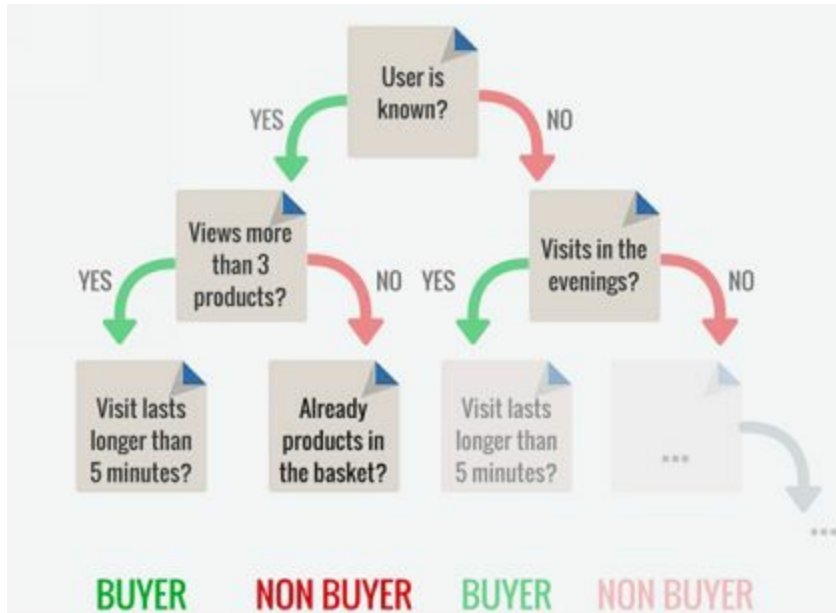 User is
known?
YES
NO
Views more
than 3
products?
Visits in the
evenings?
YES
NO
YES
NO
Visit lasts
longer than
5 minutes?
Already
products in
the basket?
Visit lasts
longer than
5 minutes?
...
...
BUYER
NON BUYER
BUYER
NON BUYER